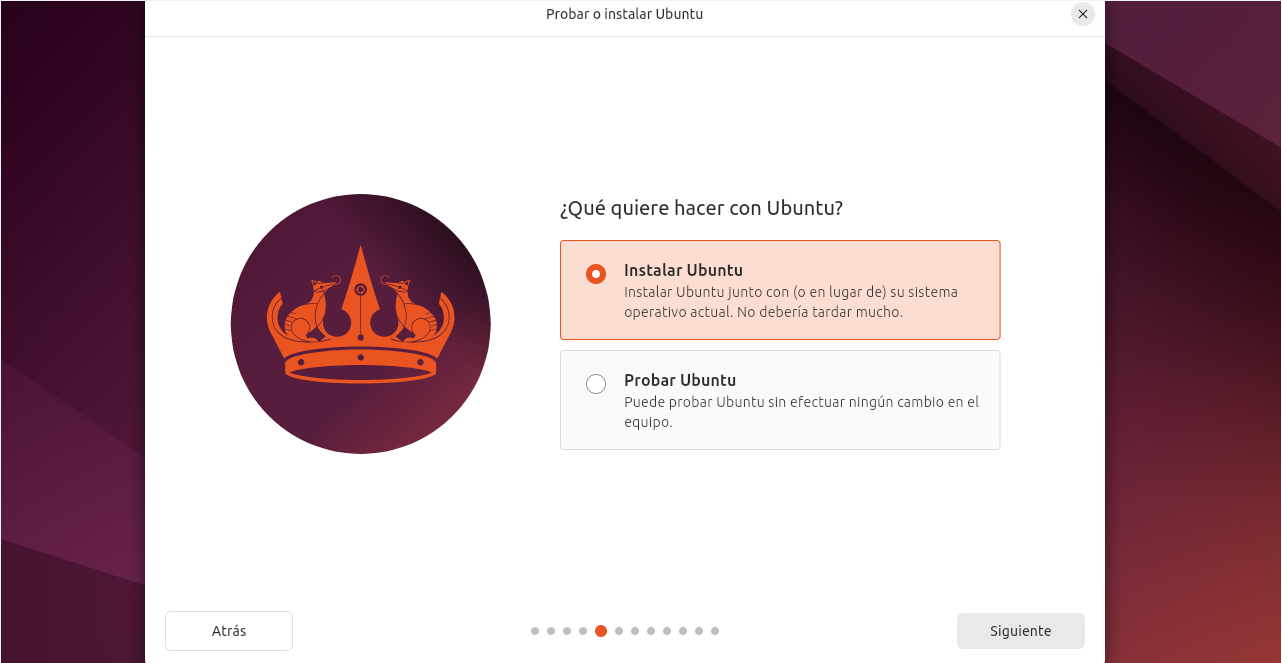 Probar o instalar Ubuntu
¿Qué quiere hacer con Ubuntu?
Instalar Ubuntu
Instalar Ubuntu junto con (o en lugar de) su sistema
operativo actual. No debería tardar mucho.
Probar Ubuntu
Puede probar Ubuntu sin efectuar ningún cambio en el
equipo.
Atrás
Siguiente